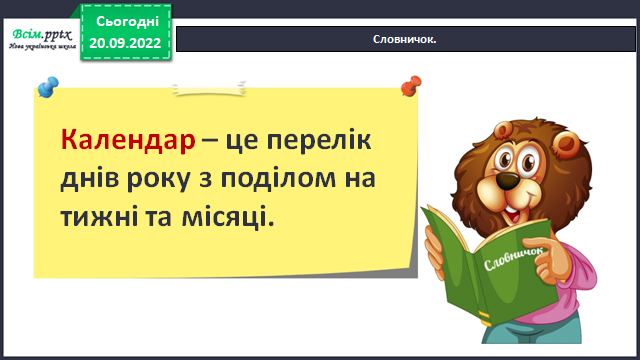 Всім.pptx
Нова українська школа
Сьогодні
20.09.2022
Словничок.
Календар – це перелік
днів року з поділом на
тижні та місяці.
Словничок